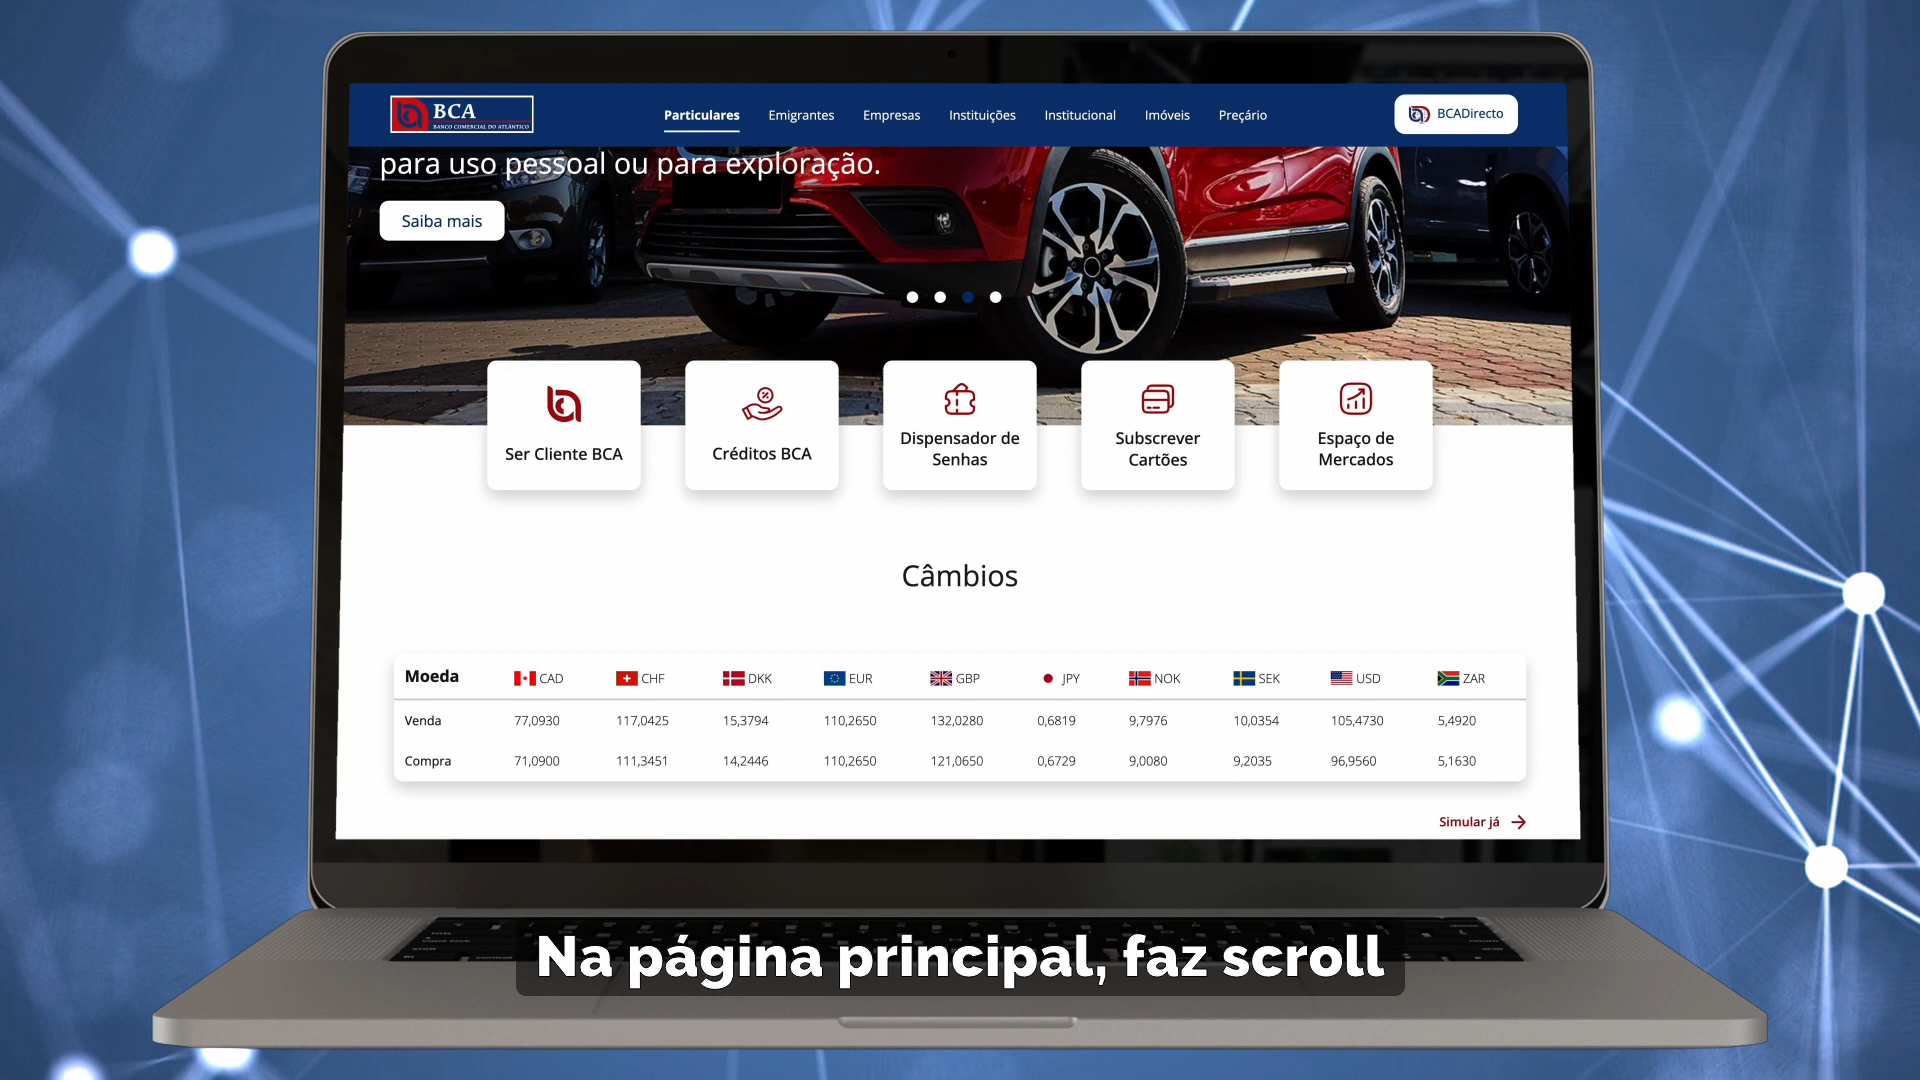 BCA
BANCO COMERCIAL DO ATLÂNTICO
Particulares Emigrantes Empresas Instituições Institucional Imóveis Preçário
BCADirecto
para uso pessoal ou para exploração.
Saiba mais
Ser Cliente BCA
Créditos BCA
Dispensador de
Senhas
Subscrever
Cartões
Espaço de
Mercados
Câmbios
Moeda CAD CHF DKK EUR GBP JPY NOK SEK USD ZAR
Venda 77,0930 117,0425 15,3794 110,2650 132,0280 0,6819 9,7976 10,0354 105,4730 5,4920
Compra 71,0900 111,3451 14,2446 110,2650 121,0650 0,6729 9,0080 9,2035 96,9560 5,1630
Simular já
Na página principal, faz scroll